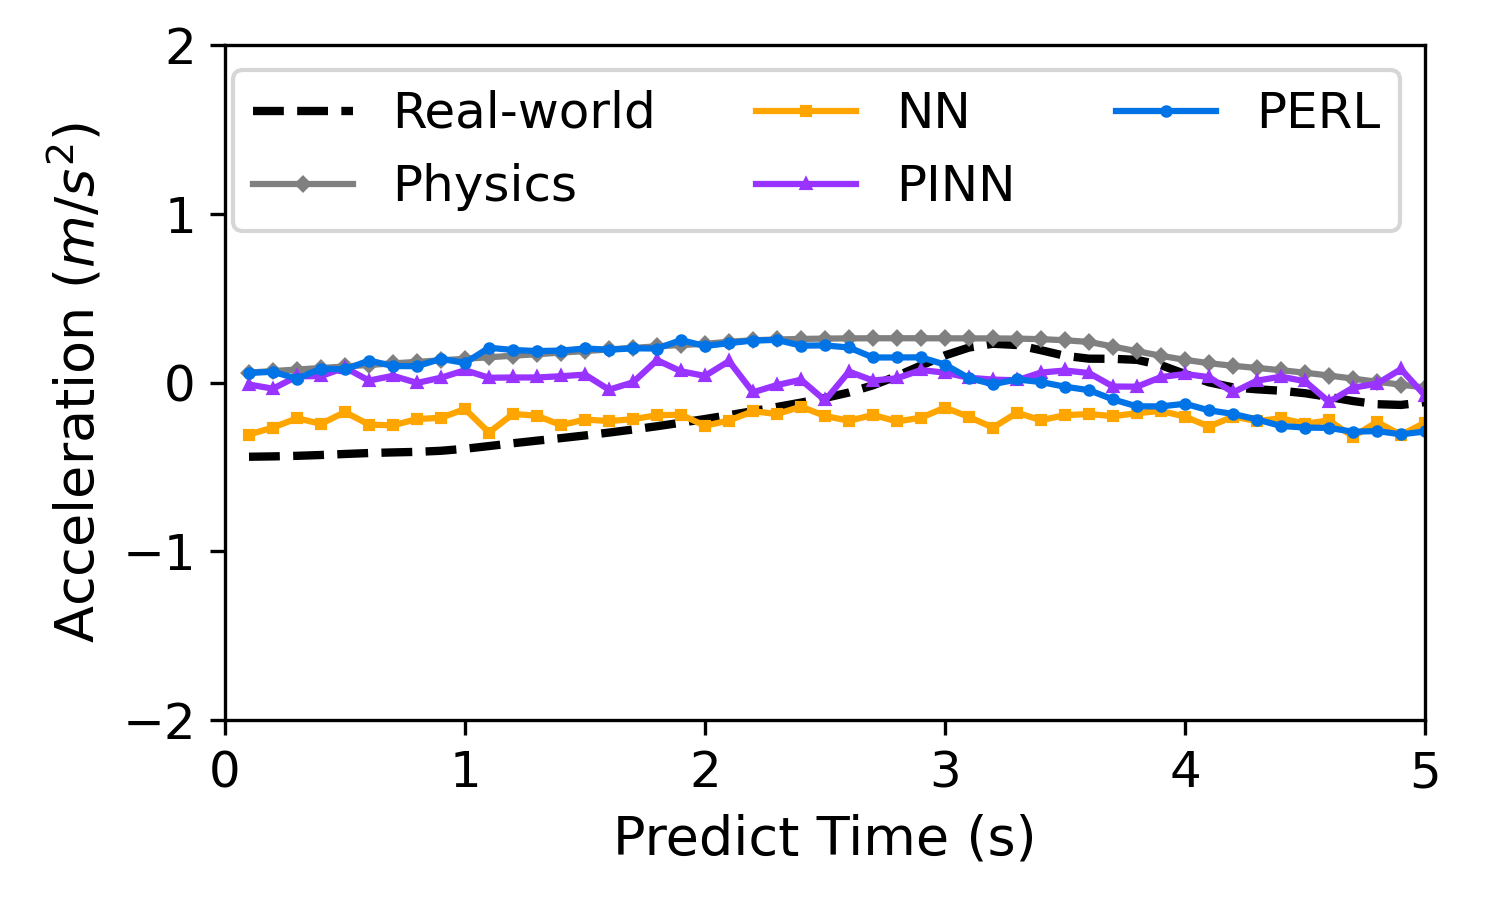 Real-world
NN
PERL
Physics
PINN
2
1
0
−1
−2
Acceleration (m/s²)
0 1 2 3 4 5
Predict Time (s)